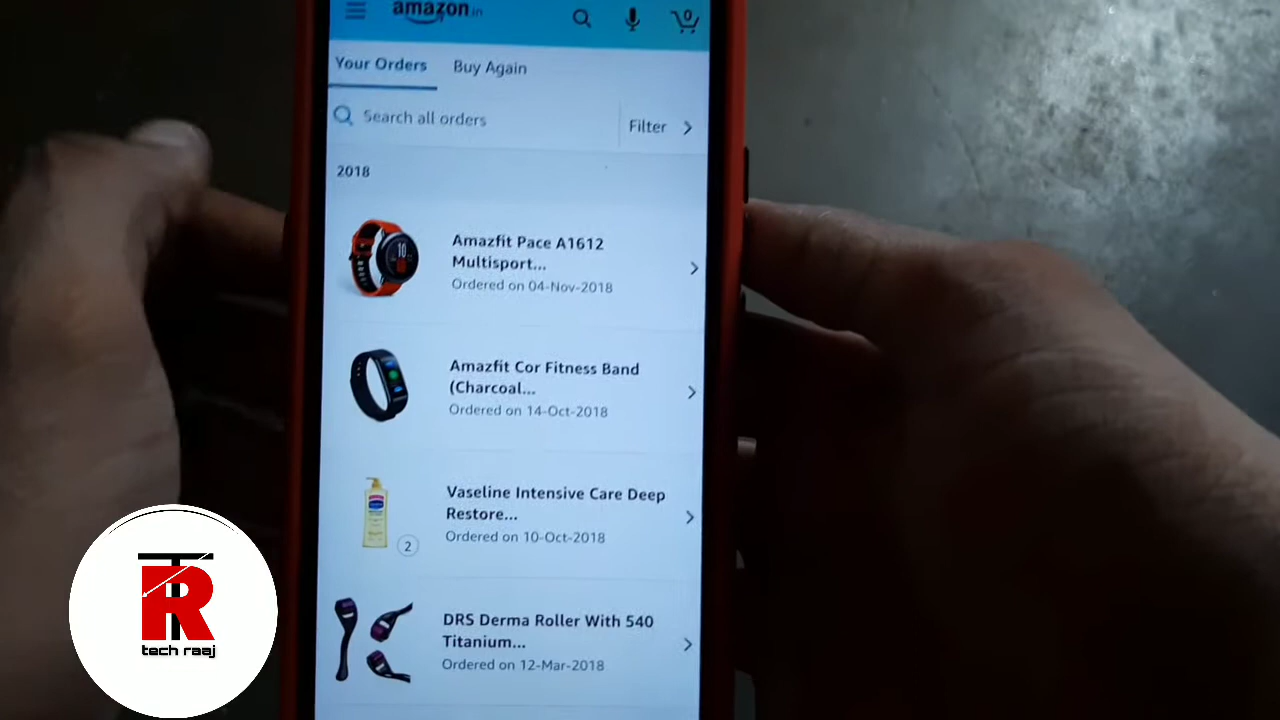 amazon.in
0
Your Orders Buy Again
Search all orders
Filter
2018
Amazfit Pace A1612
Multisport...
Ordered on 04-Nov-2018
10
Amazfit Cor Fitness Band
(Charcoal...
Ordered on 14-Oct-2018
Vaseline Intensive Care Deep
Restore...
Ordered on 10-Oct-2018
2
DRS Derma Roller With 540
Titanium...
Ordered on 12-Mar-2018
TR
tech raaj